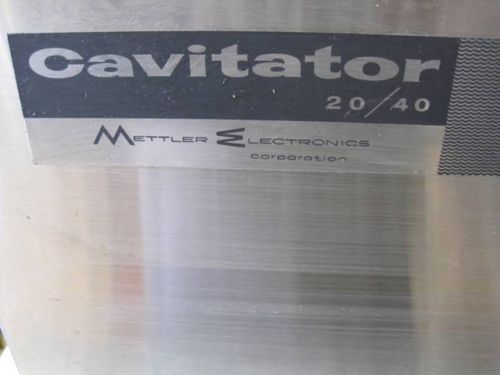 Cavitator
20/40
METTLER ELECTRONICS
corporation